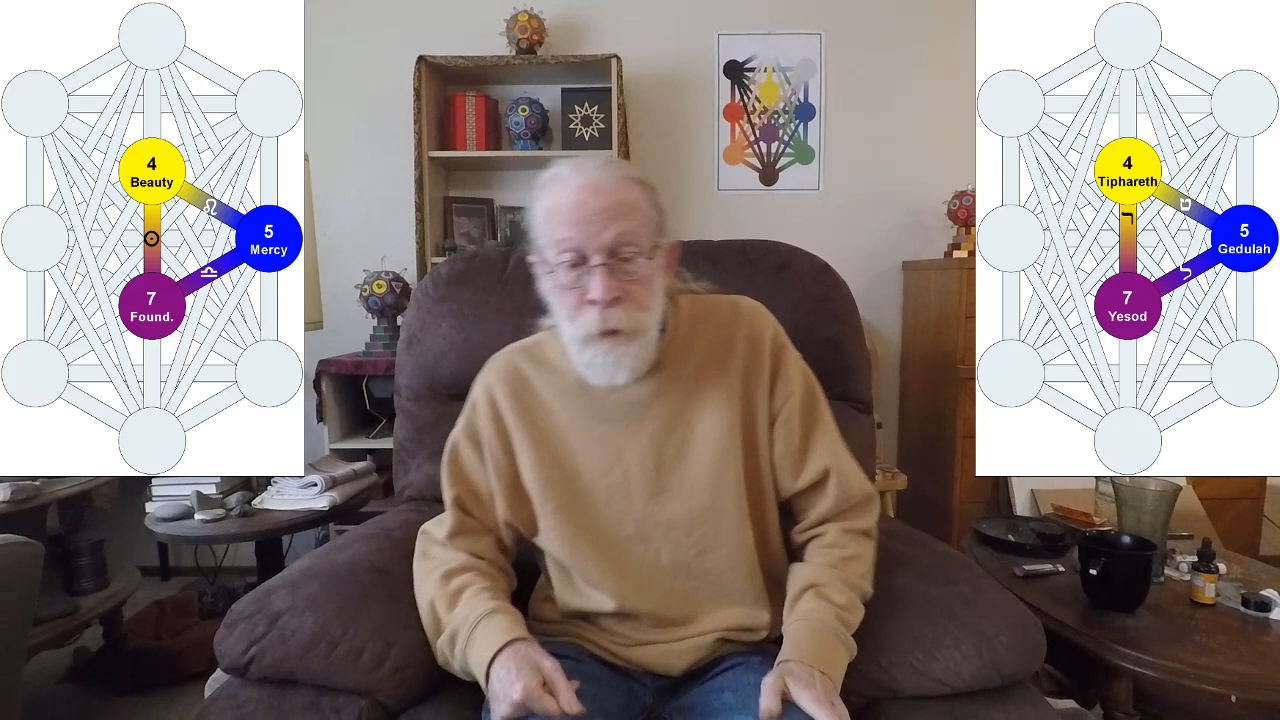 4
Beauty
♌
5
Mercy
☉
♎
7
Found.
4
Tiphareth
ט
5
Gedulah
ר
ל
7
Yesod